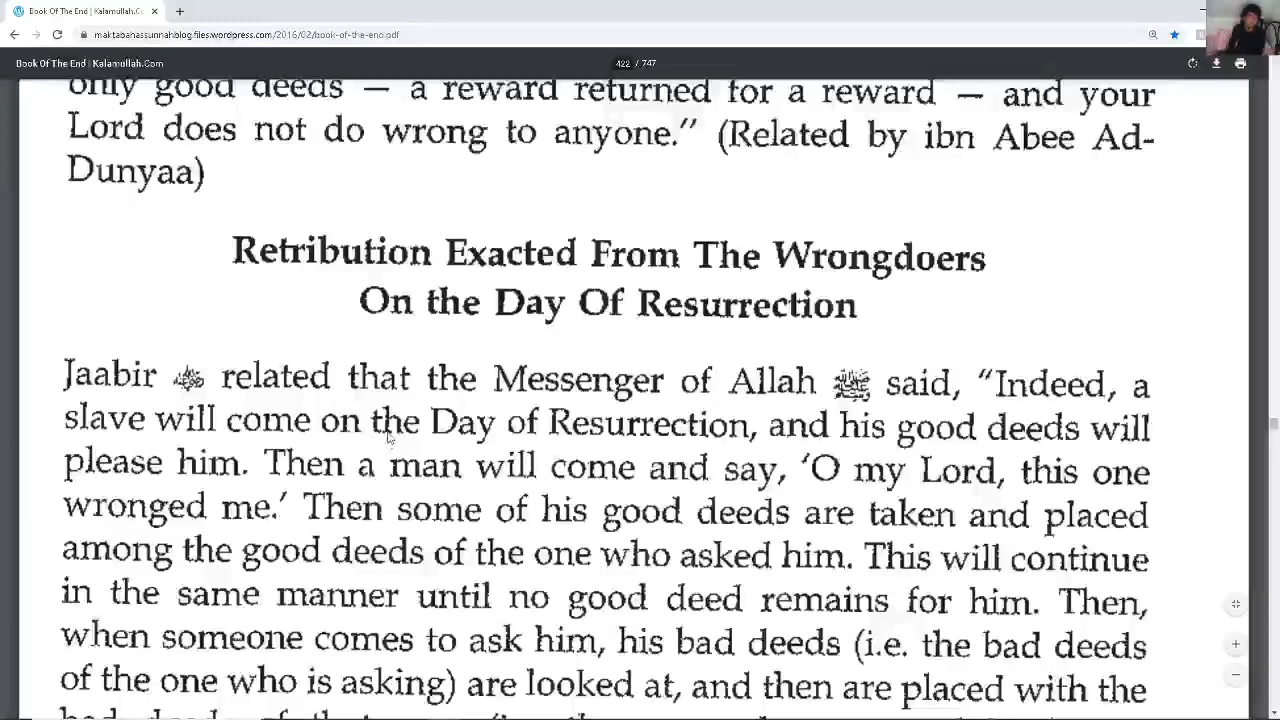 Book Of The End | Kalamullah.C
maktabahassunnahblog.files.wordpress.com/2016/02/book-of-the-end.pdf
Book Of The End | Kalamullah.Com
422 / 747
only good deeds — a reward returned for a reward — and your
Lord does not do wrong to anyone.” (Related by ibn Abee Ad-
Dunyaa)
Retribution Exacted From The Wrongdoers
On the Day Of Resurrection
Jaabir related that the Messenger of Allah ﷺ said, “Indeed, a
slave will come on the Day of Resurrection, and his good deeds will
please him. Then a man will come and say, ‘O my Lord, this one
wronged me.’ Then some of his good deeds are taken and placed
among the good deeds of the one who asked him. This will continue
in the same manner until no good deed remains for him. Then,
when someone comes to ask him, his bad deeds (i.e. the bad deeds
of the one who is asking) are looked at, and then are placed with the